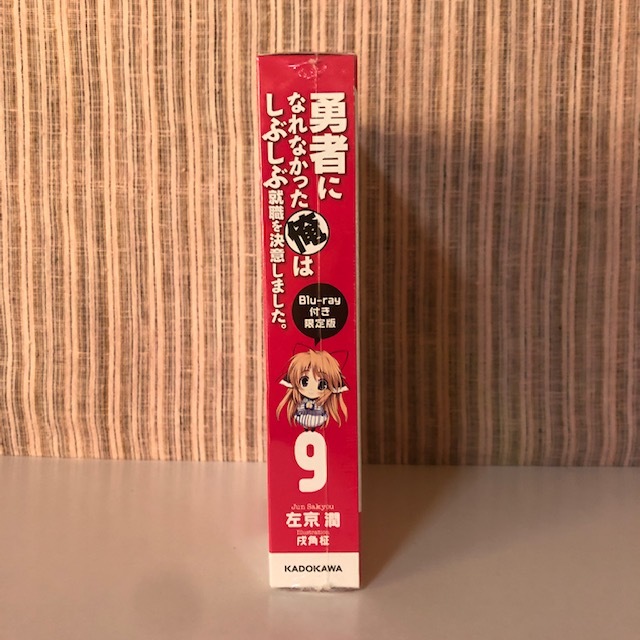 勇者に
なれなかった俺は
しぶしぶ就職を決意しました。
Blu-ray
付き
限定版
9
Jun Sakyou
左京潤
Illustration
戌角柾
KADOKAWA